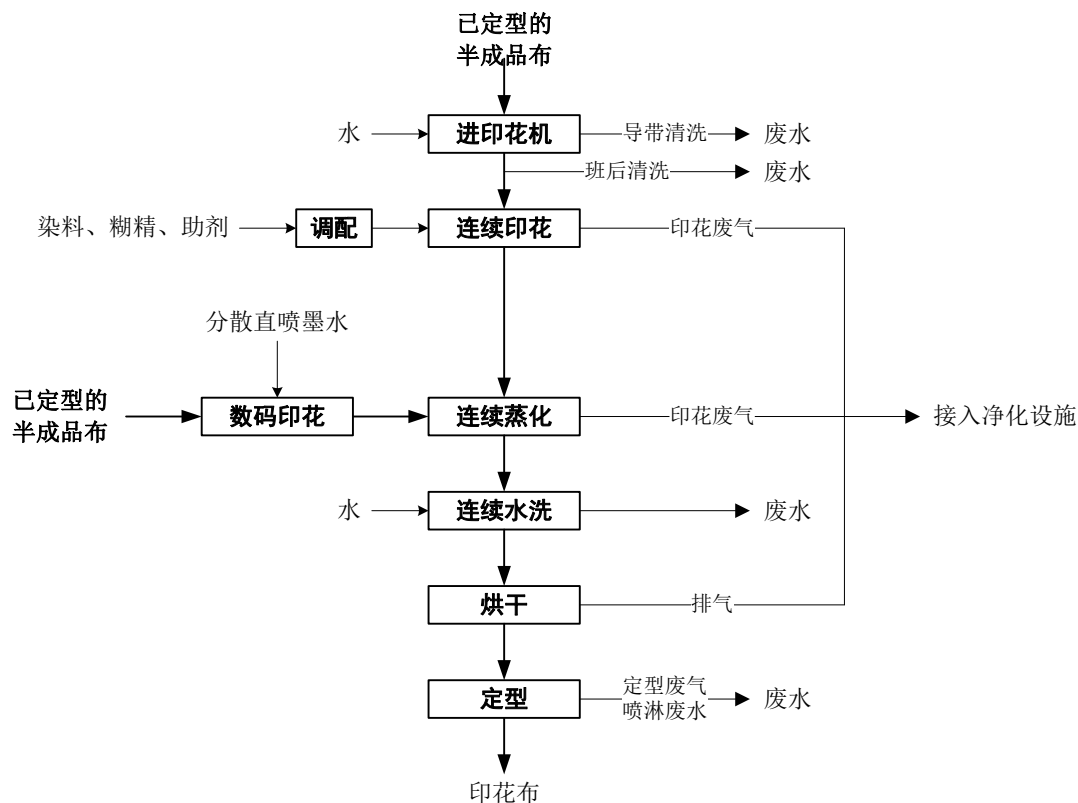 已定型的
半成品布
水
进印花机
导带清洗
废水
班后清洗
废水
染料、糊精、助剂
调配
连续印花
印花废气
分散直喷墨水
已定型的
半成品布
数码印花
连续蒸化
印花废气
接入净化设施
水
连续水洗
废水
烘干
排气
定型
定型废气
喷淋废水
废水
印花布